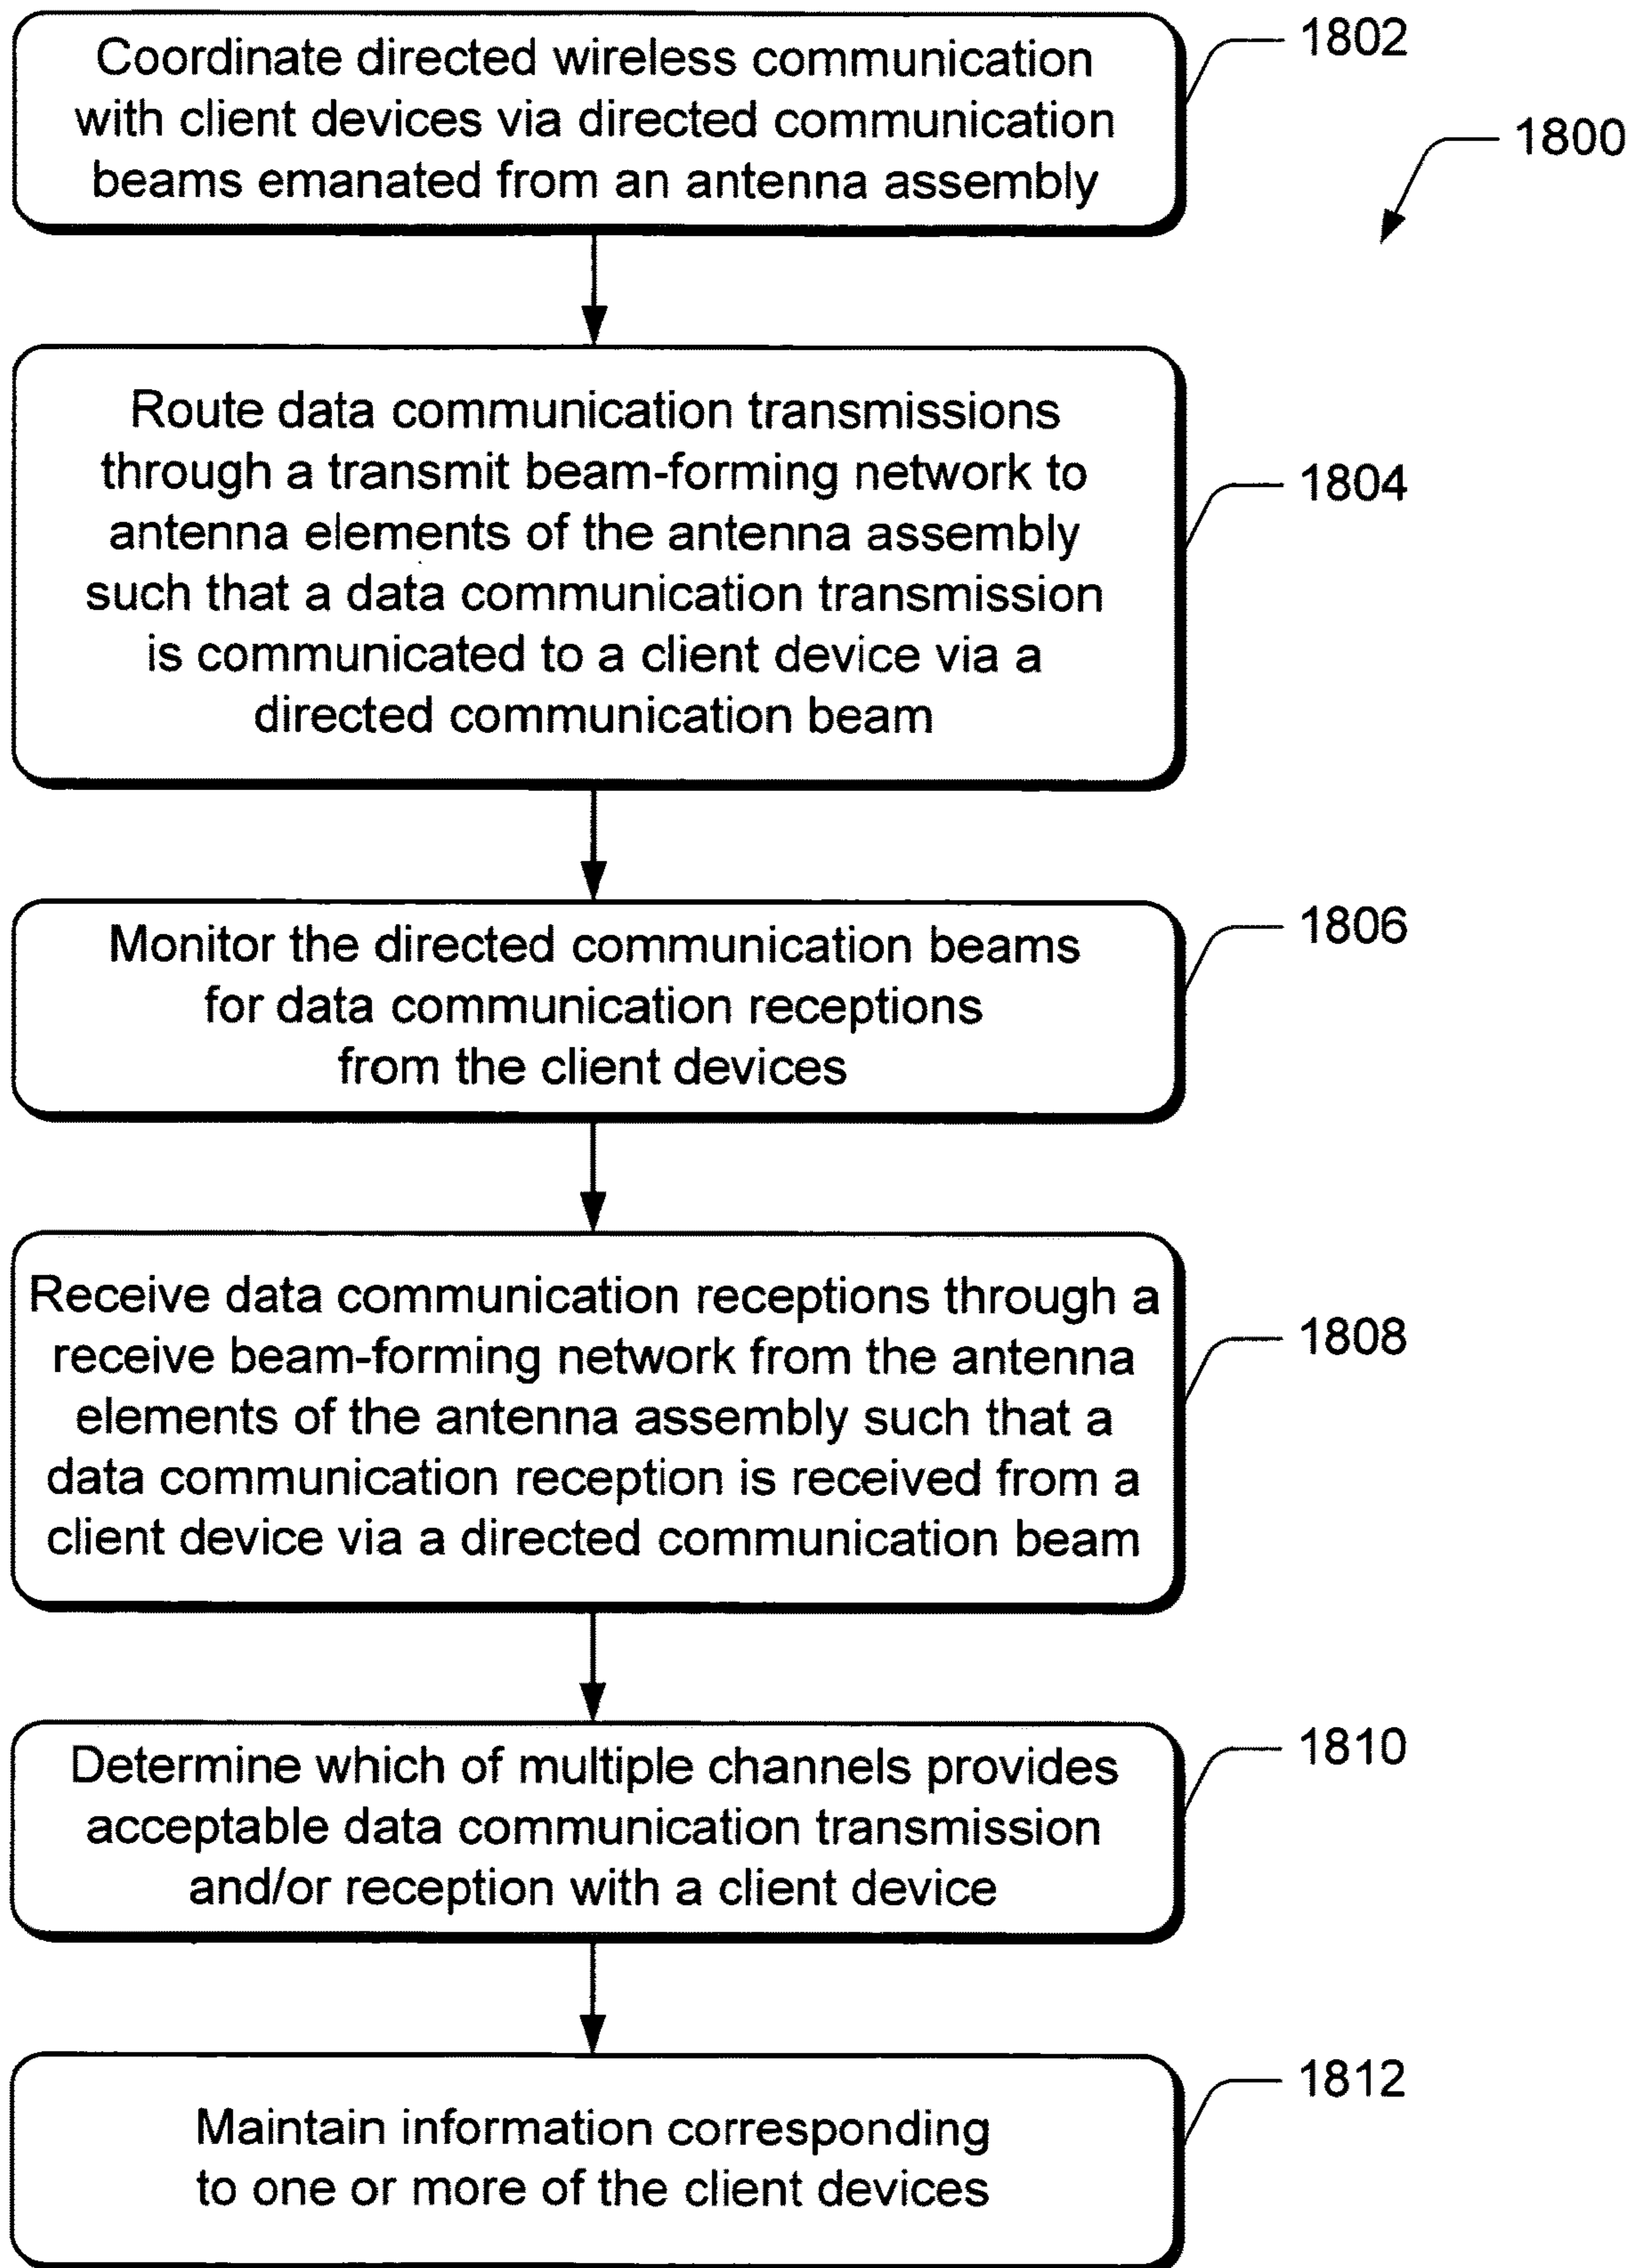 Coordinate directed wireless communication
with client devices via directed communication
beams emanated from an antenna assembly
1802
1800
Route data communication transmissions
through a transmit beam-forming network to
antenna elements of the antenna assembly
such that a data communication transmission
is communicated to a client device via a
directed communication beam
1804
Monitor the directed communication beams
for data communication receptions
from the client devices
1806
Receive data communication receptions through a
receive beam-forming network from the antenna
elements of the antenna assembly such that a
data communication reception is received from a
client device via a directed communication beam
1808
Determine which of multiple channels provides
acceptable data communication transmission
and/or reception with a client device
1810
Maintain information corresponding
to one or more of the client devices
1812